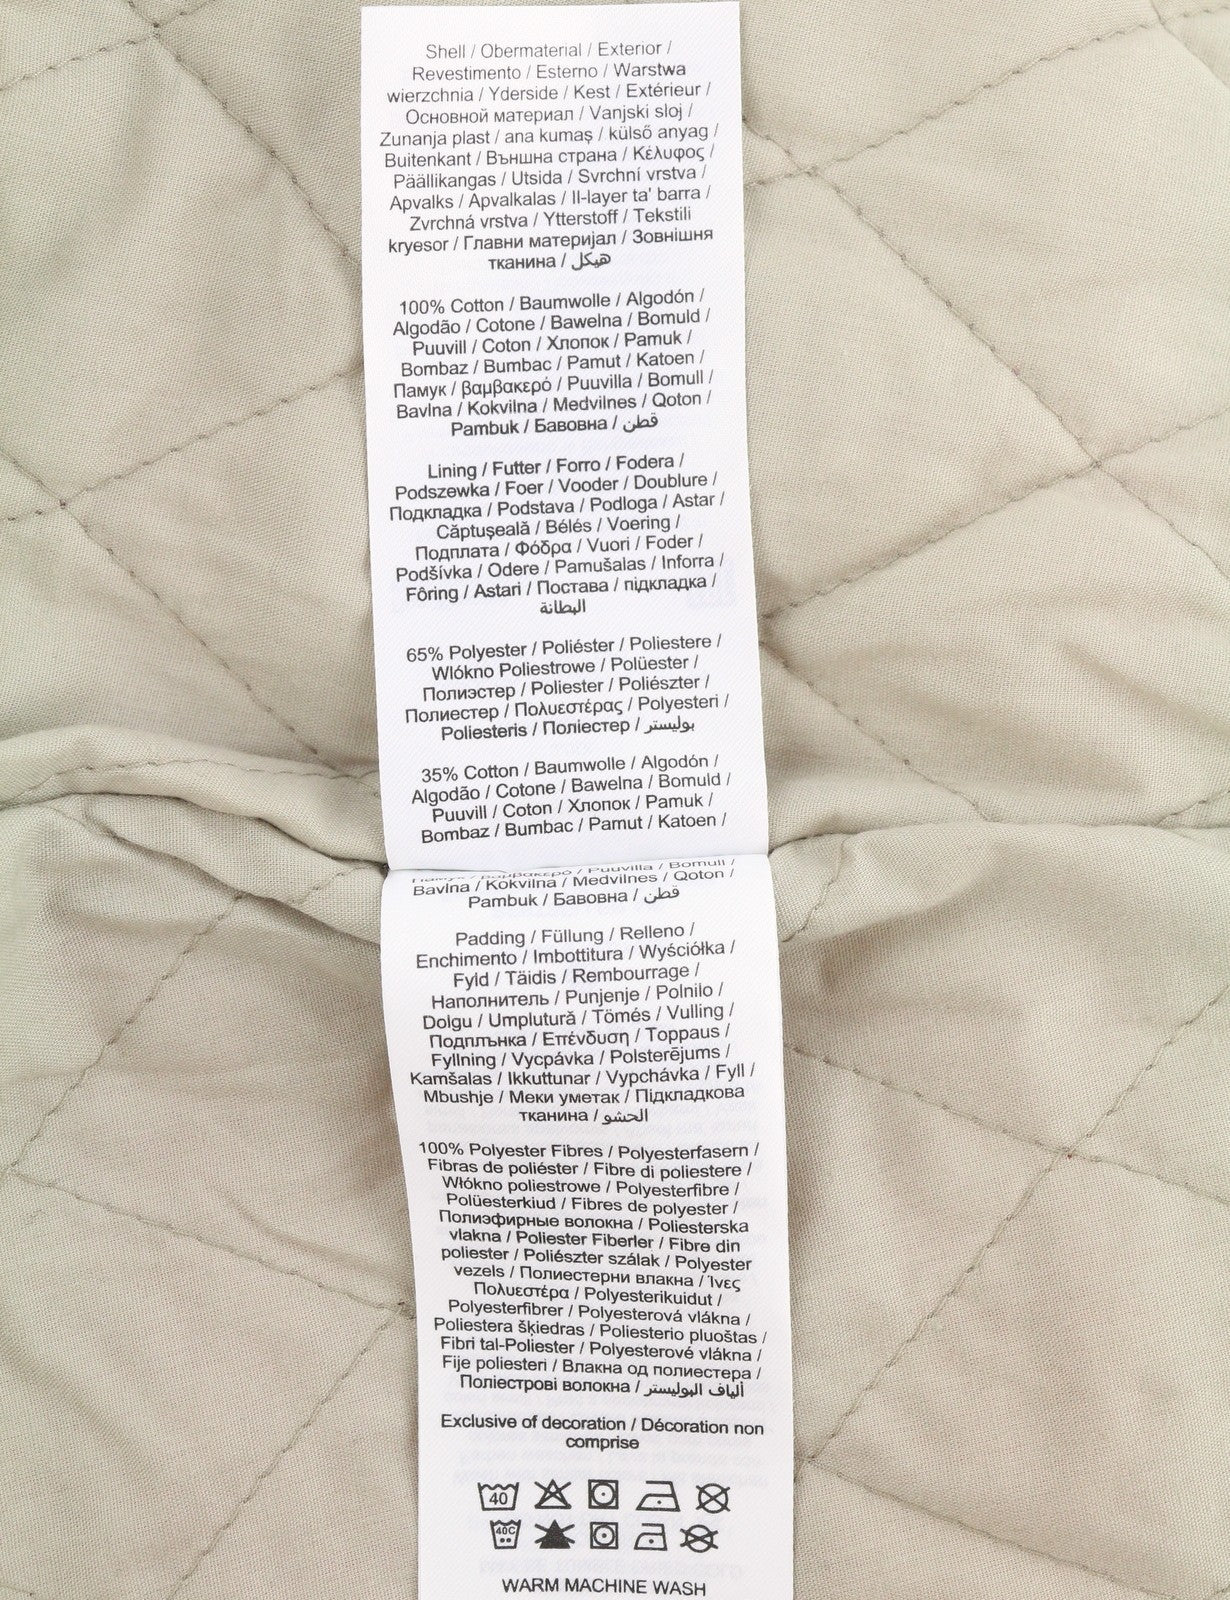 Shell / Obermaterial / Exterior /
Revestimento / Esterno / Warstwa
wierzchnia / Yderside / Kest / Extérieur /
Основной материал / Vanjski sloj /
Zunanja plast / ana kumaş / külső anyag /
Buitenkant / Външна страна / Κέλυφος /
Päällikangas / Utsida / Svrchní vrstva /
Apvalks / Apvalkalas / Il-layer ta' barra /
Zvrchná vrstva / Ytterstoff / Tekstili
kryesor / Главни материјал / Зовнішня
тканина / هيكل
100% Cotton / Baumwolle / Algodón /
Algodão / Cotone / Bawelna / Bomuld /
Puuvill / Coton / Хлопок / Pamuk /
Bombaz / Bumbac / Pamut / Katoen /
Памук / βαμβακερό / Puuvilla / Bomull /
Bavlna / Kokvilna / Medvilnes / Qoton /
Pambuk / Бавовна / قطن
Lining / Futter / Forro / Fodera /
Podszewka / Foer / Vooder / Doublure /
Подкладка / Podstava / Podloga / Astar /
Căptușeală / Bélés / Voering /
Подплата / Φόδρα / Vuori / Foder /
Podšívka / Odere / Pamušalas / Inforra /
Fôring / Astari / Постава / підкладка /
البطانة
65% Polyester / Poliéster / Poliestere /
Wlókno Poliestrowe / Polüester /
Полиэстер / Poliester / Poliészter /
Полиестер / Πολυεστέρας / Polyesteri /
Poliesteris / Поліестер / بوليستر
35% Cotton / Baumwolle / Algodón /
Algodão / Cotone / Bawelna / Bomuld /
Puuvill / Coton / Хлопок / Pamuk /
Bombaz / Bumbac / Pamut / Katoen /
Памук / βαμβακερό / Puuvilla / Bomull /
Bavlna / Kokvilna / Medvilnes / Qoton /
Pambuk / Бавовна / قطن
Padding / Füllung / Relleno /
Enchimento / Imbottitura / Wyściółka /
Fyld / Täidis / Rembourrage /
Наполнитель / Punjenje / Polnilo /
Dolgu / Umplutură / Tömés / Vulling /
Подплънка / Επένδυση / Toppaus /
Fyllning / Vycpávka / Polsterējums /
Kamšalas / Ikkuttunar / Vypchávka / Fyll /
Mbushje / Меки уметак / Підкладкова
тканина / الحشو
100% Polyester Fibres / Polyesterfasern /
Fibras de poliéster / Fibre di poliestere /
Włókno poliestrowe / Polyesterfibre /
Polüesterkiud / Fibres de polyester /
Полиэфирные волокна / Poliesterska
vlakna / Poliester Fiberler / Fibre din
poliester / Poliészter szálak / Polyester
vezels / Полиестерни влакна / Ίνες
Πολυεστέρα / Polyesterikuidut /
Polyesterfibrer / Polyesterová vlákna /
Poliestera šķiedras / Poliesterio pluoštas /
Fibri tal-Poliester / Polyesterové vlákna /
Fije poliesteri / Влакна од полиестера /
Поліестрові волокна / ألياف البوليستر
Exclusive of decoration / Décoration non
comprise
40
40C
WARM MACHINE WASH